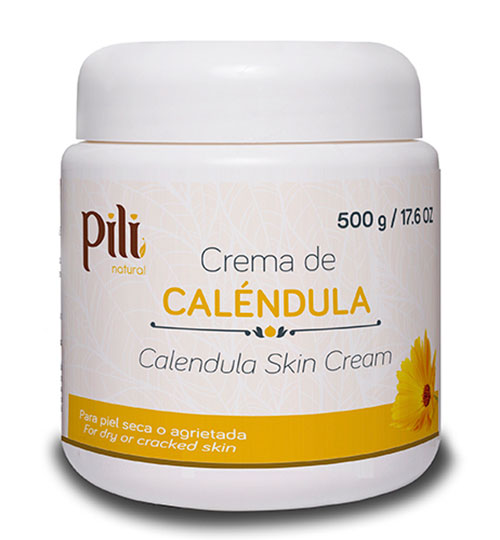 500 g / 17.6 OZ
Pili
natural
Crema de
CALÉNDULA
Calendula Skin Cream
Para piel seca o agrietada
For dry or cracked skin